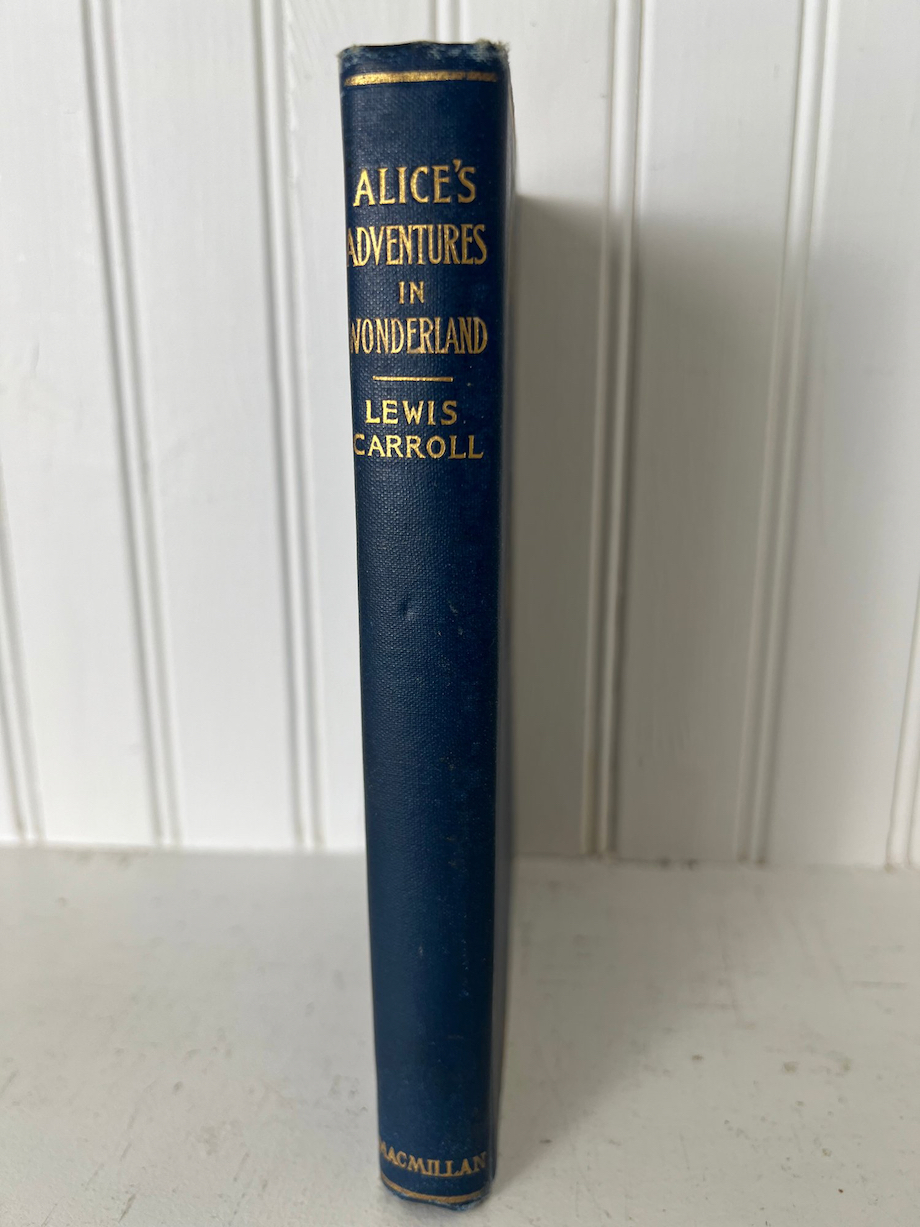 ALICE'S
ADVENTURES
IN
WONDERLAND
LEWIS
CARROLL
MACMILLAN